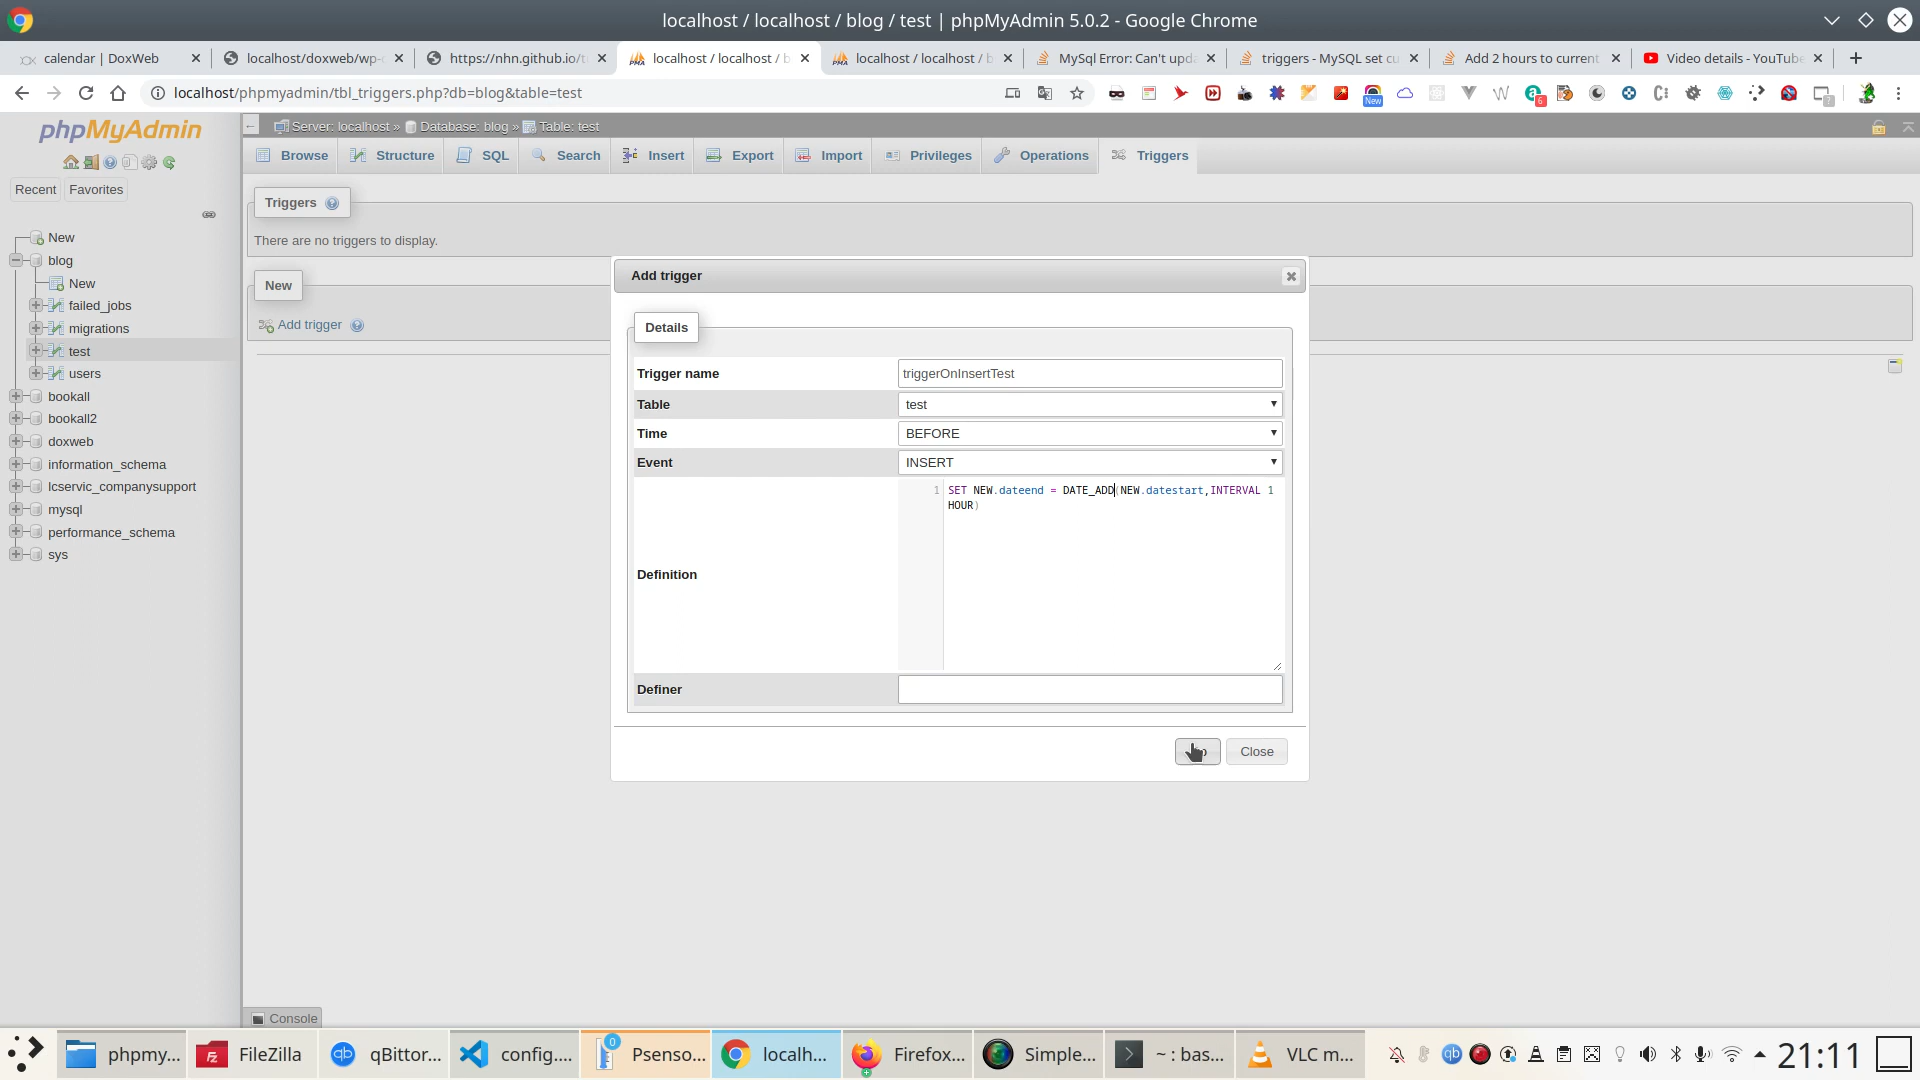 localhost / localhost / blog / test | phpMyAdmin 5.0.2 - Google Chrome
calendar | DoxWeb
localhost/doxweb/wp-
https://nhn.github.io/t
localhost / localhost / b
localhost / localhost / b
MySql Error: Can't upda
triggers - MySQL set cu
Add 2 hours to current
Video details - YouTube
localhost/phpmyadmin/tbl_triggers.php?db=blog&table=test
New
6
?
phpMyAdmin
Server: localhost » Database: blog » Table: test
Browse
Structure
SQL
Search
Insert
Export
Import
Privileges
Operations
Triggers
Recent
Favorites
New
blog
New
failed_jobs
migrations
test
users
bookall
bookall2
doxweb
information_schema
lcservic_companysupport
mysql
performance_schema
sys
Triggers
There are no triggers to display.
New
Add trigger
Add trigger
Details
Trigger name
triggerOnInsertTest
Table
test
Time
BEFORE
Event
INSERT
Definition
1
SET NEW.dateend = DATE_ADD(NEW.datestart,INTERVAL 1
HOUR)
Definer
Close
Console
phpmy...
FileZilla
qBittor...
config....
0
Psenso...
localh...
Firefox...
Simple...
~ : bas...
VLC m...
21:11